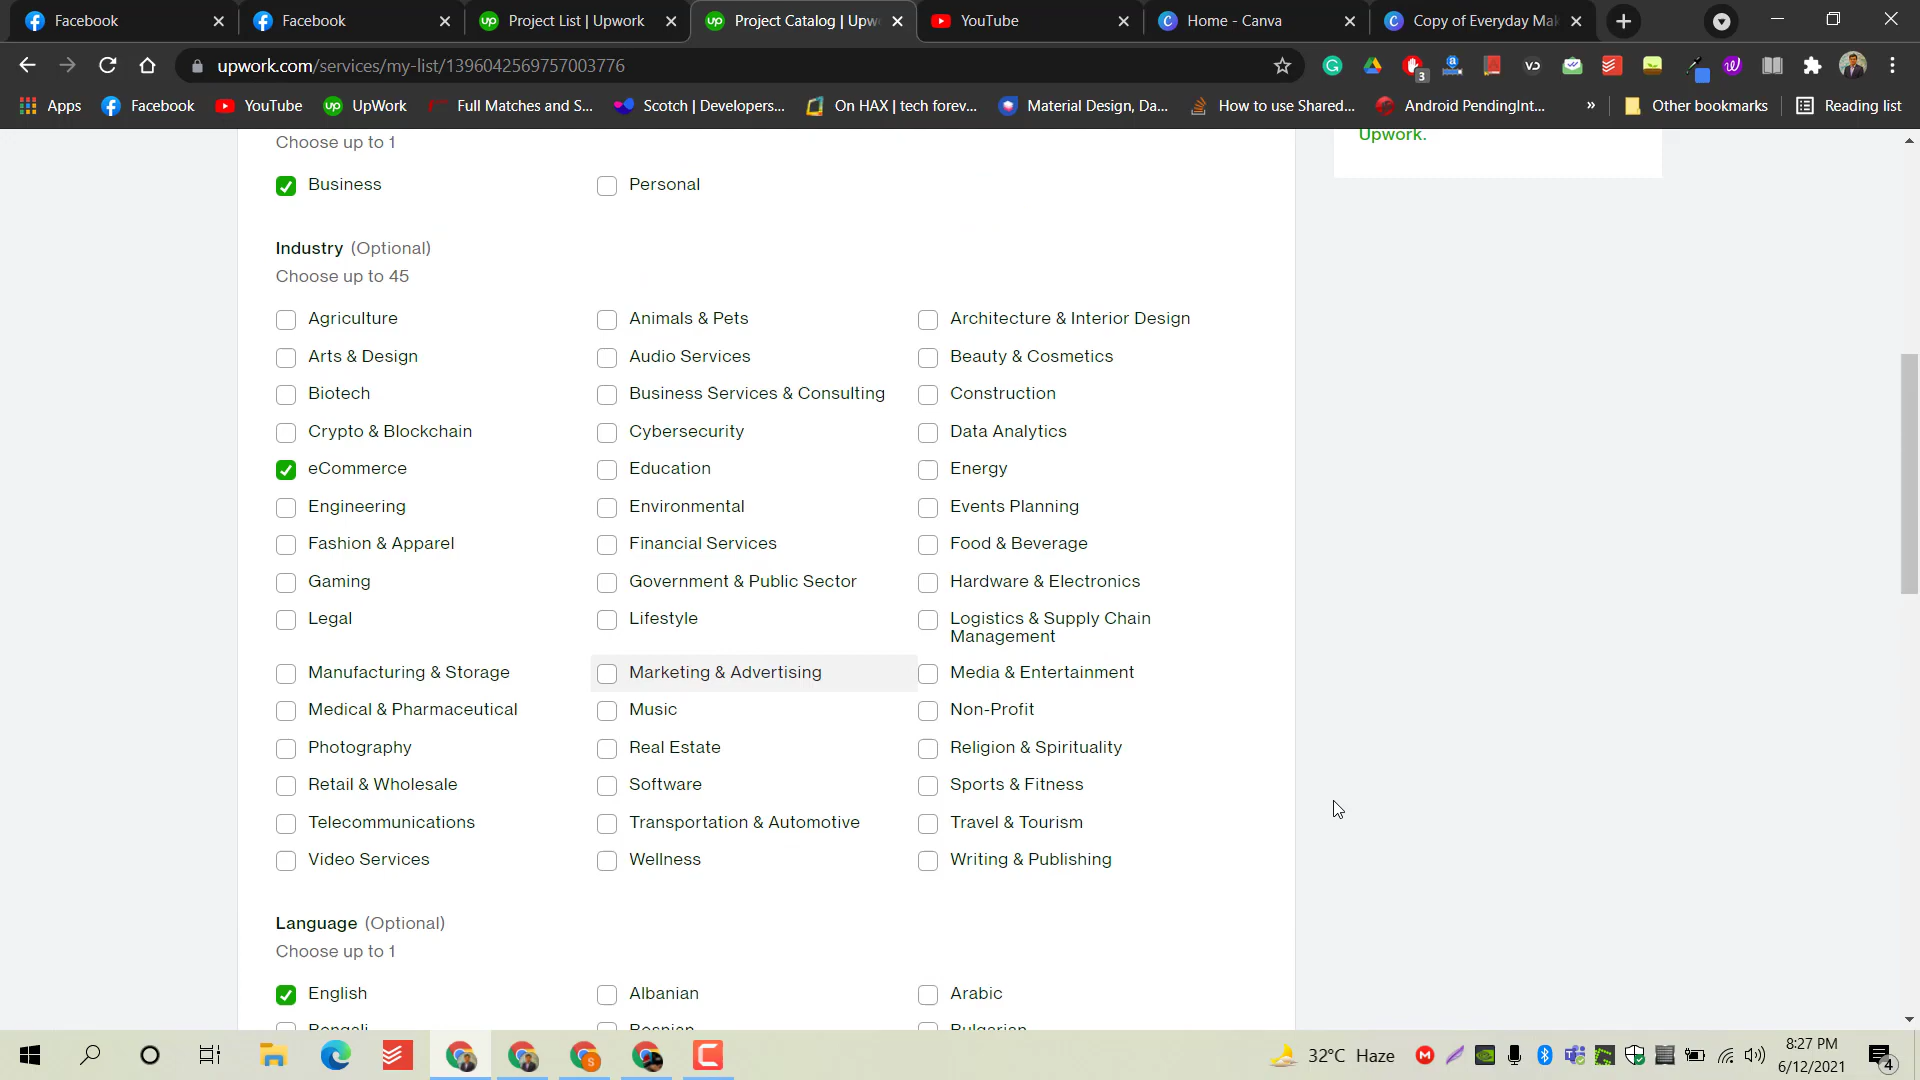 Facebook
Facebook
Project List | Upwork
Project Catalog | Upw
YouTube
Home - Canva
Copy of Everyday Mak
upwork.com/services/my-list/1396042569757003776
3
Apps
Facebook
YouTube
UpWork
Full Matches and S...
Scotch | Developers...
On HAX | tech forev...
Material Design, Da...
How to use Shared...
Android PendingInt...
Other bookmarks
Reading list
Choose up to 1
Upwork.
Business
Personal
Industry (Optional)
Choose up to 45
Agriculture
Animals & Pets
Architecture & Interior Design
Arts & Design
Audio Services
Beauty & Cosmetics
Biotech
Business Services & Consulting
Construction
Crypto & Blockchain
Cybersecurity
Data Analytics
eCommerce
Education
Energy
Engineering
Environmental
Events Planning
Fashion & Apparel
Financial Services
Food & Beverage
Gaming
Government & Public Sector
Hardware & Electronics
Legal
Lifestyle
Logistics & Supply Chain
Management
Manufacturing & Storage
Marketing & Advertising
Media & Entertainment
Medical & Pharmaceutical
Music
Non-Profit
Photography
Real Estate
Religion & Spirituality
Retail & Wholesale
Software
Sports & Fitness
Telecommunications
Transportation & Automotive
Travel & Tourism
Video Services
Wellness
Writing & Publishing
Language (Optional)
Choose up to 1
English
Albanian
Arabic
Bengali
Bosnian
Bulgarian
32°C Haze
8:27 PM
6/12/2021
4